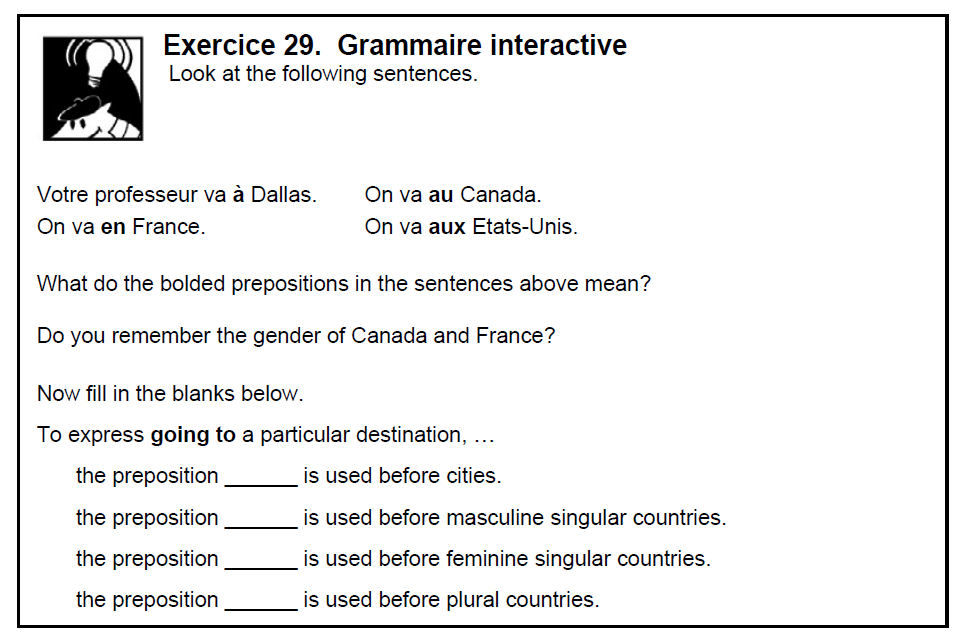 Exercice 29.  Grammaire interactive
Look at the following sentences.
Votre professeur va à Dallas.	On va au Canada.
On va en France.	On va aux Etats-Unis.
What do the bolded prepositions in the sentences above mean?
Do you remember the gender of Canada and France?
Now fill in the blanks below.
To express going to a particular destination, …
the preposition ______ is used before cities.
the preposition ______ is used before masculine singular countries.
the preposition ______ is used before feminine singular countries.
the preposition ______ is used before plural countries.